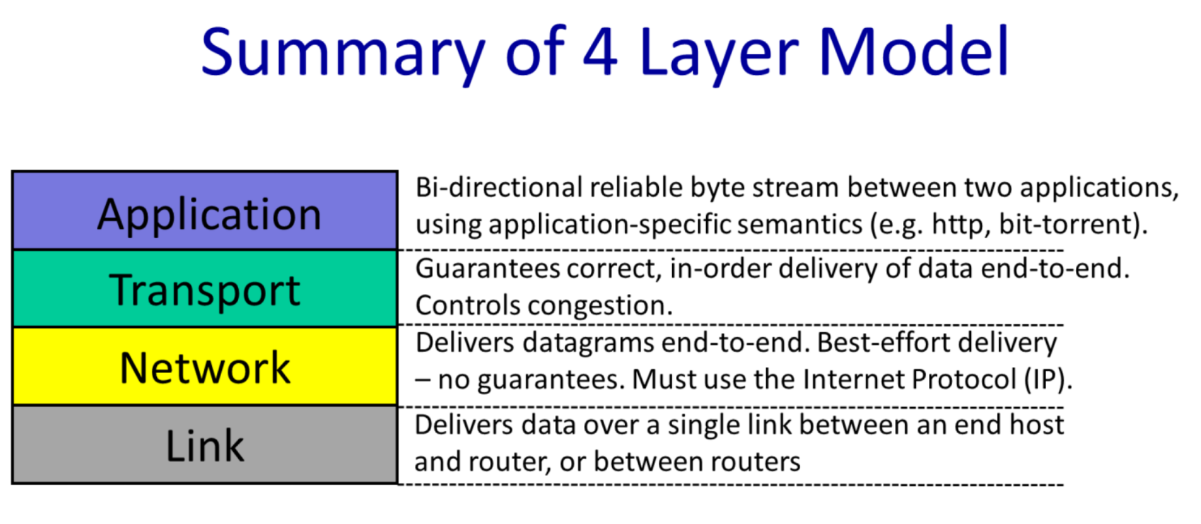 Summary of 4 Layer Model
Application
Bi-directional reliable byte stream between two applications,
using application-specific semantics (e.g. http, bit-torrent).
Transport
Guarantees correct, in-order delivery of data end-to-end.
Controls congestion.
Network
Delivers datagrams end-to-end. Best-effort delivery
– no guarantees. Must use the Internet Protocol (IP).
Link
Delivers data over a single link between an end host
and router, or between routers